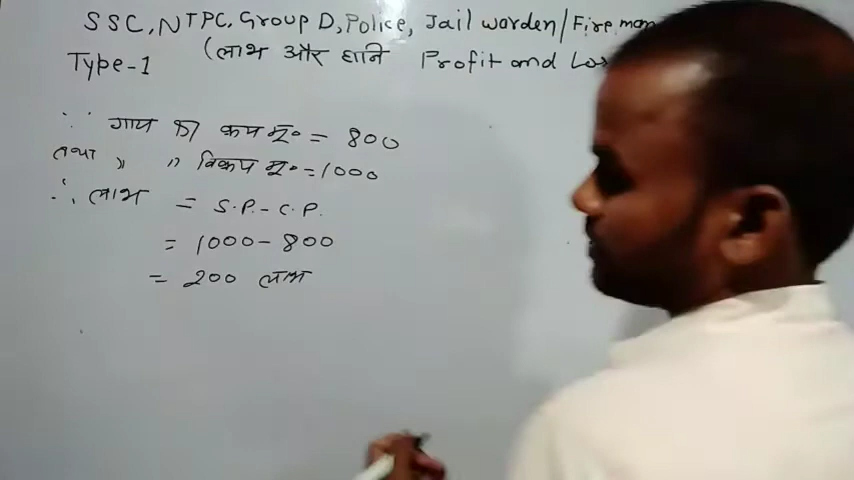 SSC, NTPC, Group D, Police, Jail warden/Fire man
Type-1 (लाभ और हानि Profit and Los
∵ गाय का क्रय मू० = 800
तथा " " विक्रय मू० = 1000
∴ लाभ = S.P. - C.P.
= 1000 - 800
= 200 लाभ